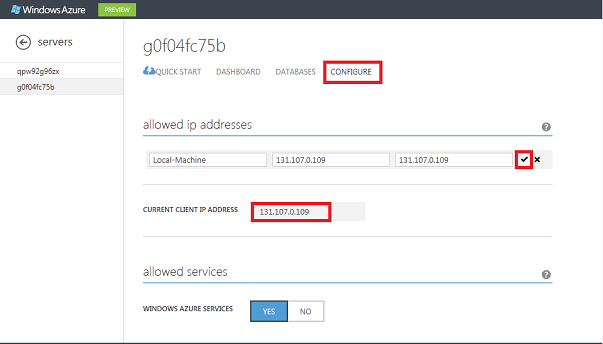 Windows Azure PREVIEW
servers
qpw92g96zx
g0f04fc75b
g0f04fc75b
QUICK START DASHBOARD DATABASES CONFIGURE
allowed ip addresses ?
Local-Machine 131.107.0.109 131.107.0.109
CURRENT CLIENT IP ADDRESS 131.107.0.109
allowed services ?
WINDOWS AZURE SERVICES YES NO